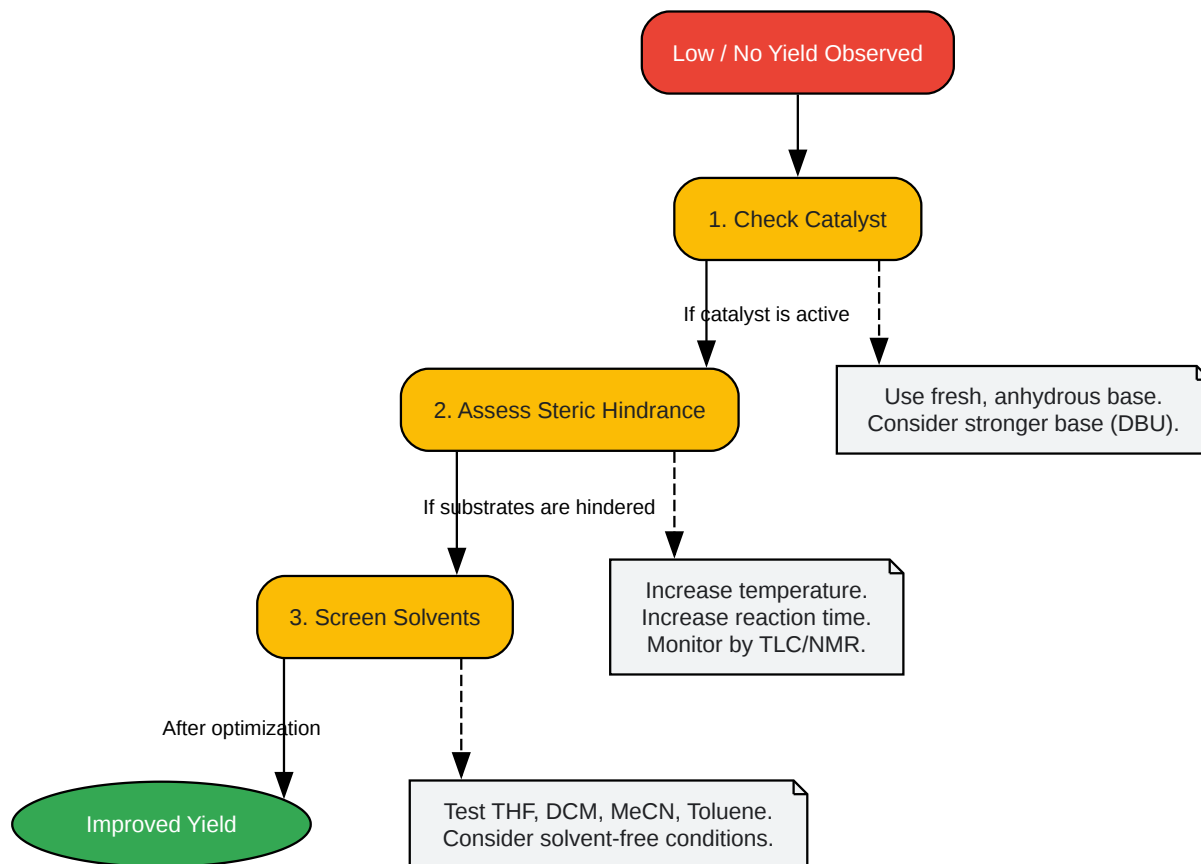 Low / No Yield Observed
1. Check Catalyst
If catalyst is active
Use fresh, anhydrous base.
Consider stronger base (DBU).
2. Assess Steric Hindrance
If substrates are hindered
Increase temperature.
Increase reaction time.
Monitor by TLC/NMR.
3. Screen Solvents
After optimization
Test THF, DCM, MeCN, Toluene.
Consider solvent-free conditions.
Improved Yield